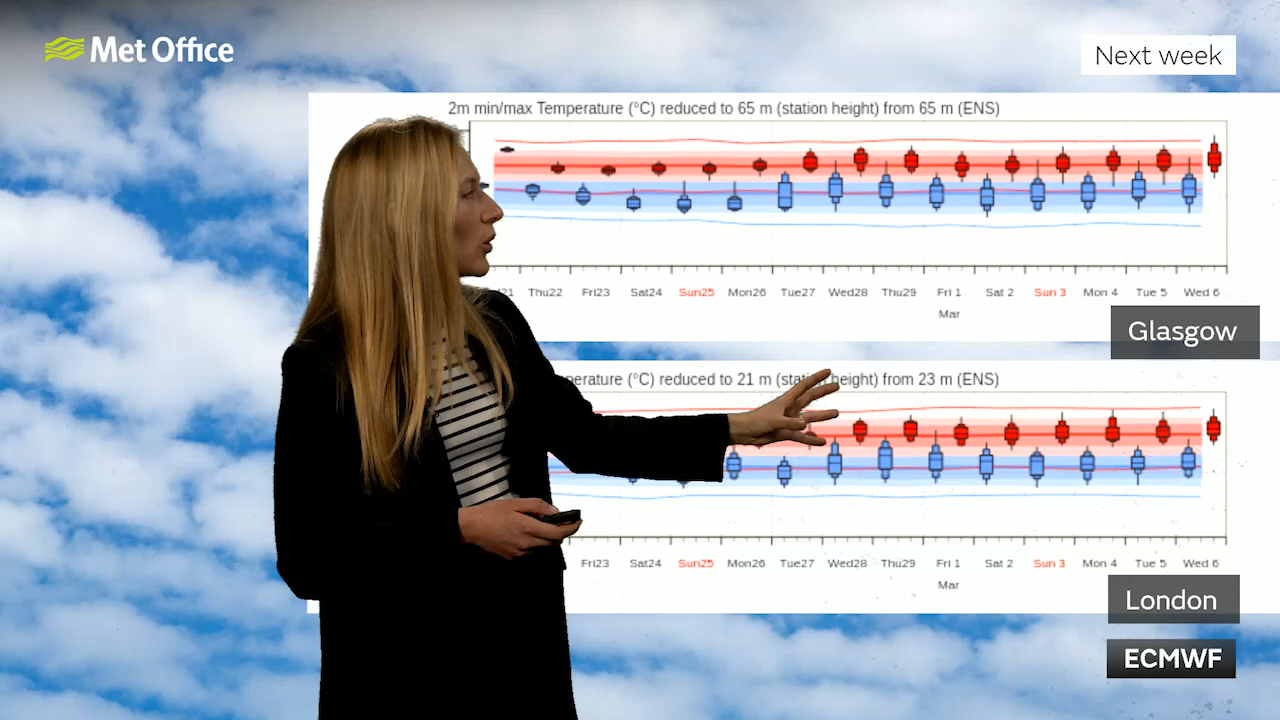 Met Office
Next week
2m min/max Temperature (°C) reduced to 65 m (station height) from 65 m (ENS)
21 Thu22 Fri23 Sat24 Sun25 Mon26 Tue27 Wed28 Thu29 Fri 1 Sat 2 Sun 3 Mon 4 Tue 5 Wed 6
Mar
Glasgow
perature (°C) reduced to 21 m (station height) from 23 m (ENS)
Fri23 Sat24 Sun25 Mon26 Tue27 Wed28 Thu29 Fri 1 Sat 2 Sun 3 Mon 4 Tue 5 Wed 6
Mar
London
ECMWF